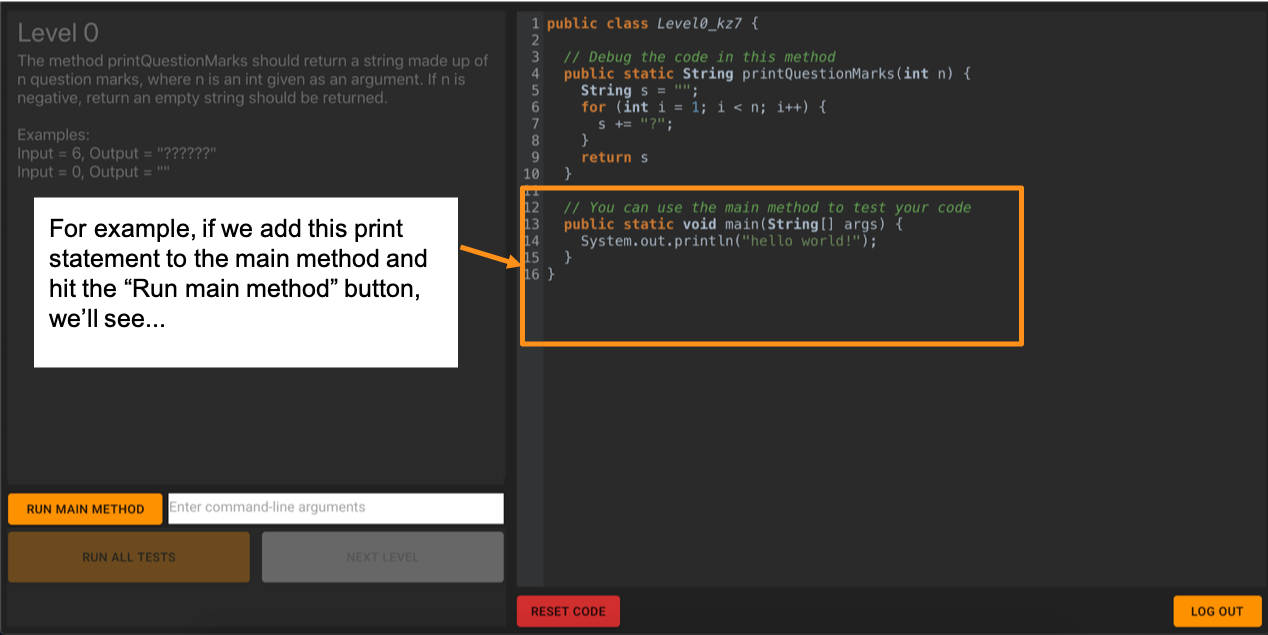 Level 0
The method printQuestionMarks should return a string made up of
n question marks, where n is an int given as an argument. If n is
negative, return an empty string should be returned.
Examples:
Input = 6, Output = "??????"
Input = 0, Output = ""
For example, if we add this print
statement to the main method and
hit the “Run main method” button,
we’ll see...
RUN MAIN METHOD
Enter command-line arguments
RUN ALL TESTS
NEXT LEVEL
1 public class Level0_kz7 {
2
3   // Debug the code in this method
4   public static String printQuestionMarks(int n) {
5     String s = "";
6     for (int i = 1; i < n; i++) {
7       s += "?";
8     }
9     return s
10   }
11
12   // You can use the main method to test your code
13   public static void main(String[] args) {
14     System.out.println("hello world!");
15   }
16 }
RESET CODE
LOG OUT